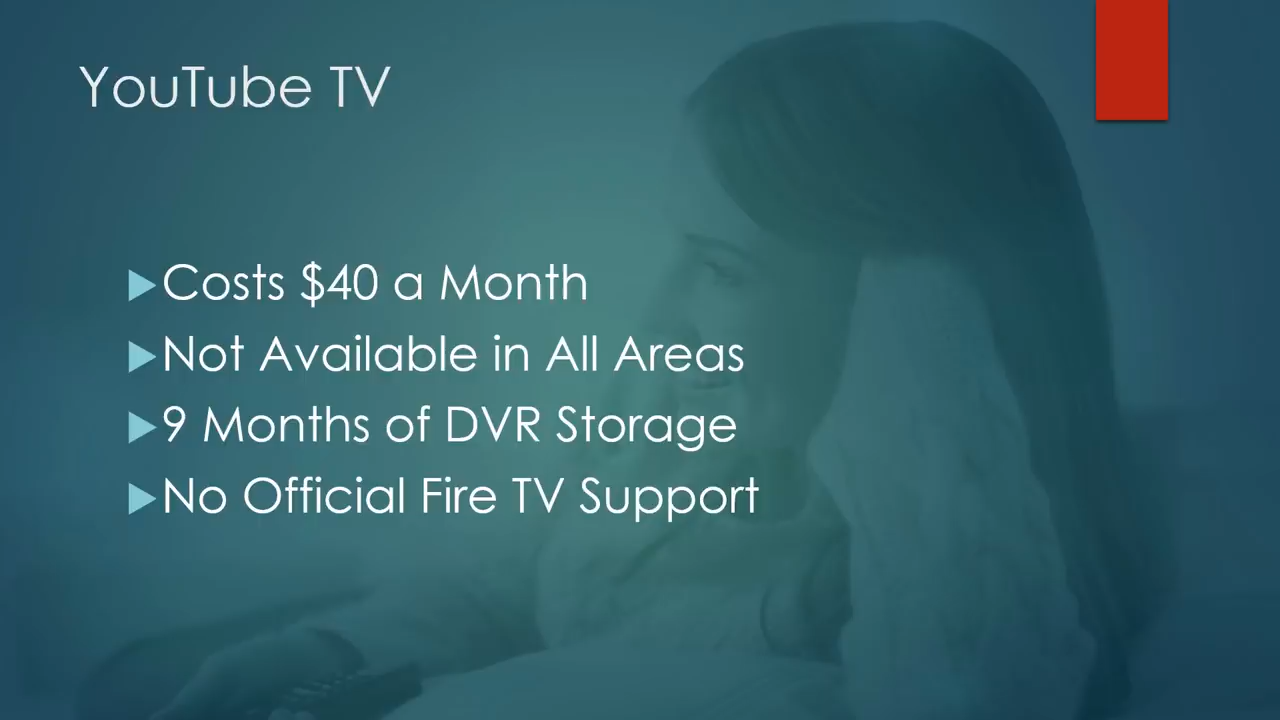 YouTube TV
Costs $40 a Month
Not Available in All Areas
9 Months of DVR Storage
No Official Fire TV Support